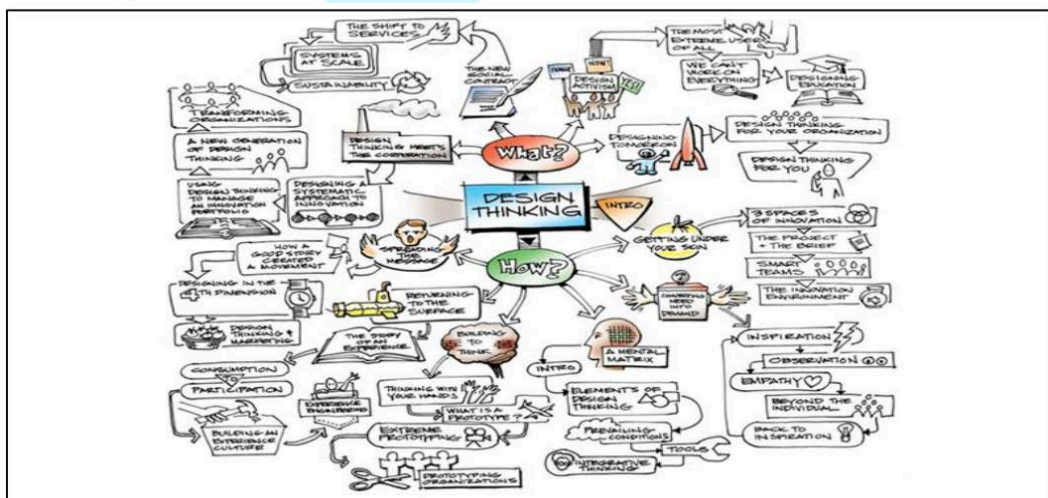 THE SHIFT TO
SERVICES
SYSTEMS
AT SCALE
SUSTAINABILITY
THE NEW
SOCIAL
CONTRACT
HOW?
NOW!
YES!
DESIGN
ACTIVISM
THE MOST
EXTREME USERS
OF ALL
WE CAN'T
WORK ON
EVERYTHING
DESIGNING
EDUCATION
TRANSFORMING
ORGANIZATIONS
A NEW GENERATION
OF DESIGN
THINKING
USING
DESIGN THINKING
TO MANAGE
AN INNOVATION
PORTFOLIO
DESIGN
THINKING MEETS
THE CORPORATION
DESIGNING A
SYSTEMATIC
APPROACH TO
INNOVATION
What?
DESIGNING
TOMORROW
DESIGN THINKING
FOR YOUR ORGANIZATION
DESIGN THINKING
FOR YOU
DESIGN
THINKING
INTRO
How?
GETTING UNDER
YOUR SKIN
3 SPACES
OF INNOVATION
THE PROJECT
+ THE BRIEF
SMART
TEAMS
THE INNOVATION
ENVIRONMENT
SPREADING
THE
MESSAGE
HOW A
GOOD STORY
CREATED
A MOVEMENT
DESIGNING IN THE
4TH DIMENSION
DESIGN
THINKING +
MARKETING
RETURNING
TO THE
SURFACE
THE STORY
OF AN
EXPERIENCE
CONSUMPTION
PARTICIPATION
BUILDING AN
EXPERIENCE
CULTURE
EXPERIENCE
ENGINEERING
BUILDING
TO
THINK
THINKING WITH
YOUR HANDS
WHAT IS A
PROTOTYPE?
EXTREME
PROTOTYPING
PROTOTYPING
ORGANIZATIONS
A MENTAL
MATRIX
INTRO
ELEMENTS OF
DESIGN
THINKING
PREVAILING
CONDITIONS
TOOLS
INTEGRATIVE
THINKING
CONVERTING
NEED
INTO
DEMAND
INSPIRATION
OBSERVATION
EMPATHY
BEYOND THE
INDIVIDUAL
BACK TO
INSPIRATION